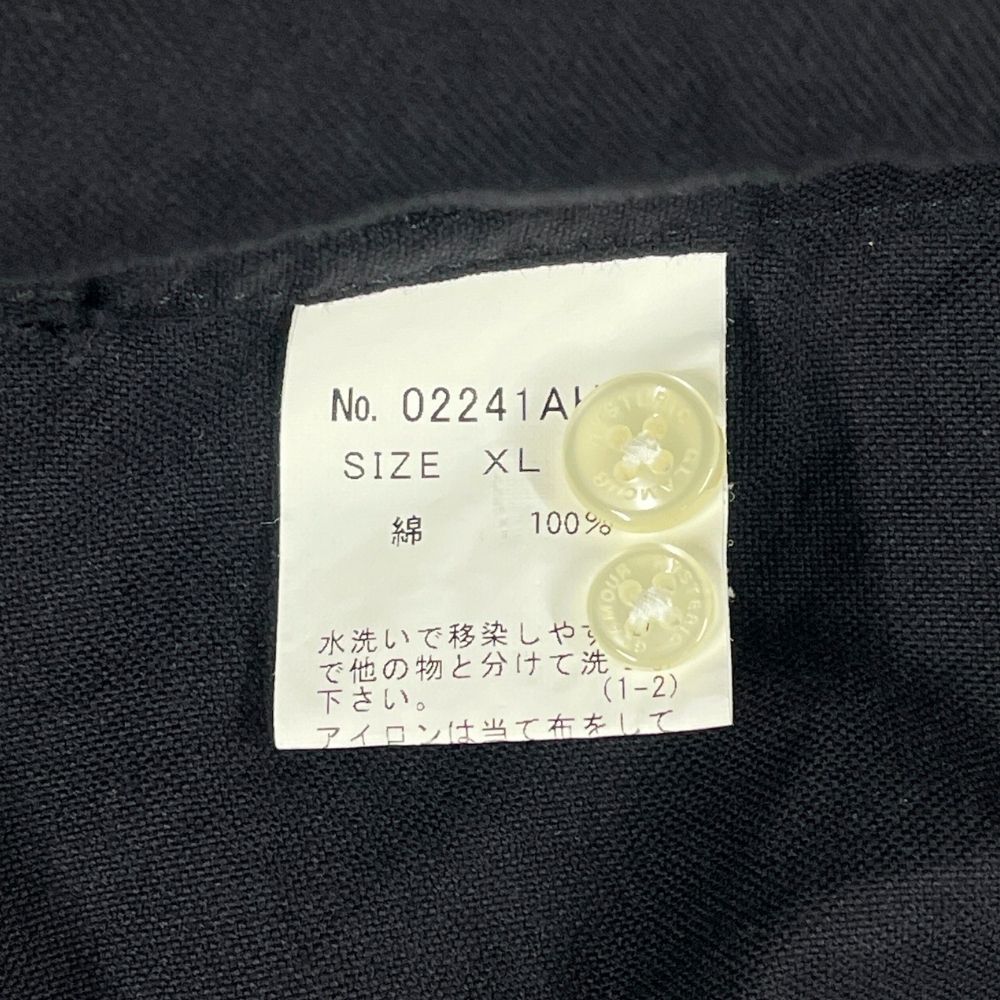 No. 02241A
SIZE XL
綿 100%
HYSTERIC GLAMOUR
HYSTERIC GLAMOUR
水洗いで移染しやす
で他の物と分けて洗
下さい。 (1-2)
アイロンは当て布をして